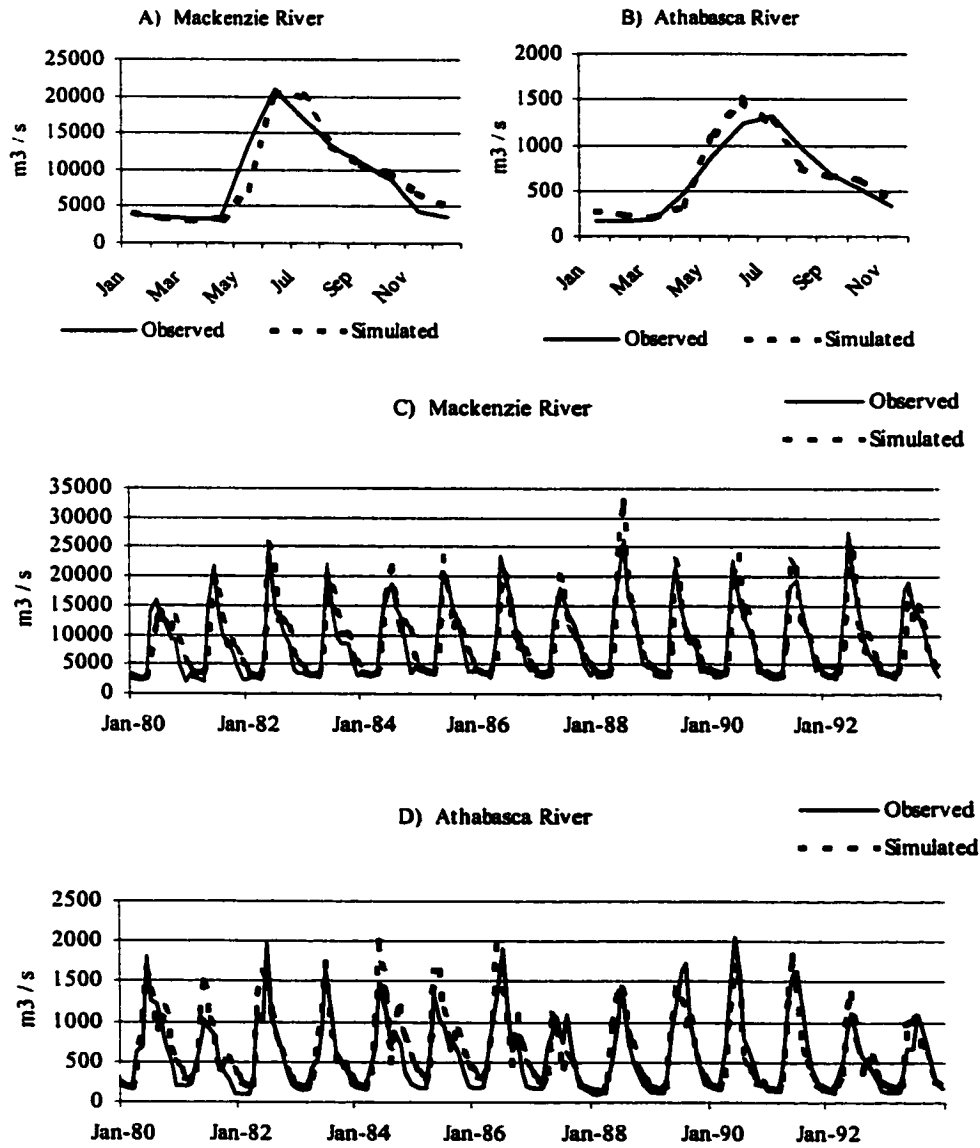 A) Mackenzie River
25000
20000
15000
10000
5000
0
m3 / s
Jan
Mar
May
Jul
Sep
Nov
Observed
Simulated
B) Athabasca River
2000
1500
1000
500
0
m3 / s
Jan
Mar
May
Jul
Sep
Nov
Observed
Simulated
C) Mackenzie River
Observed
Simulated
35000
30000
25000
20000
15000
10000
5000
0
m3 / s
Jan-80
Jan-82
Jan-84
Jan-86
Jan-88
Jan-90
Jan-92
D) Athabasca River
Observed
Simulated
2500
2000
1500
1000
500
0
m3 / s
Jan-80
Jan-82
Jan-84
Jan-86
Jan-88
Jan-90
Jan-92